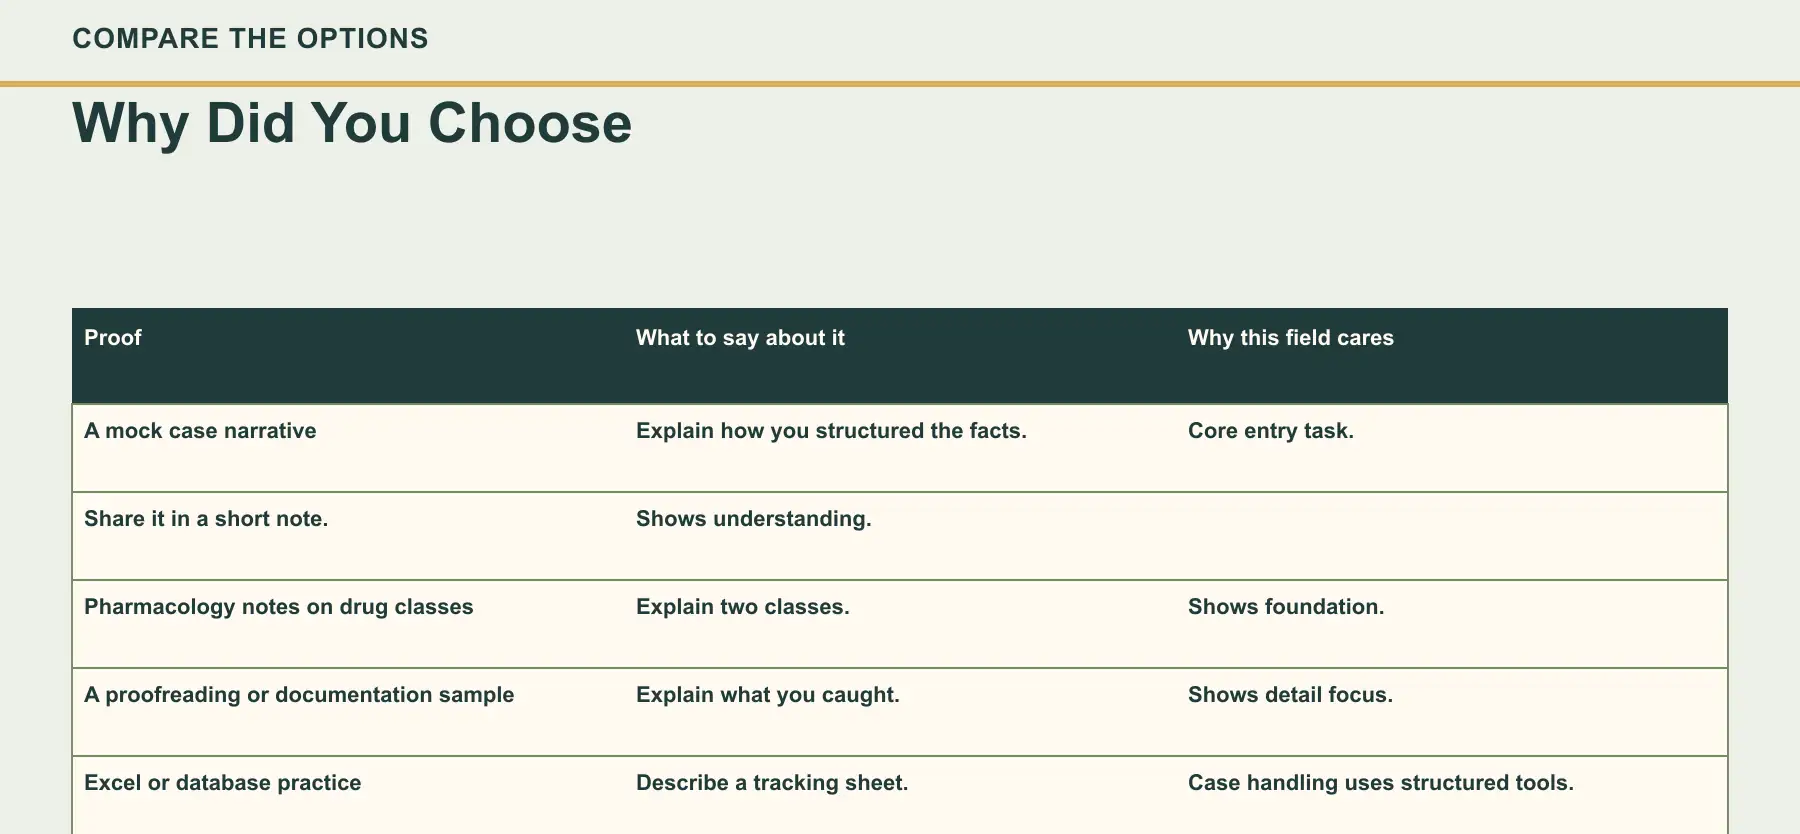 COMPARE THE OPTIONS
Why Did You Choose
Proof What to say about it Why this field cares
A mock case narrative Explain how you structured the facts. Core entry task.
Share it in a short note. Shows understanding.
Pharmacology notes on drug classes Explain two classes. Shows foundation.
A proofreading or documentation sample Explain what you caught. Shows detail focus.
Excel or database practice Describe a tracking sheet. Case handling uses structured tools.